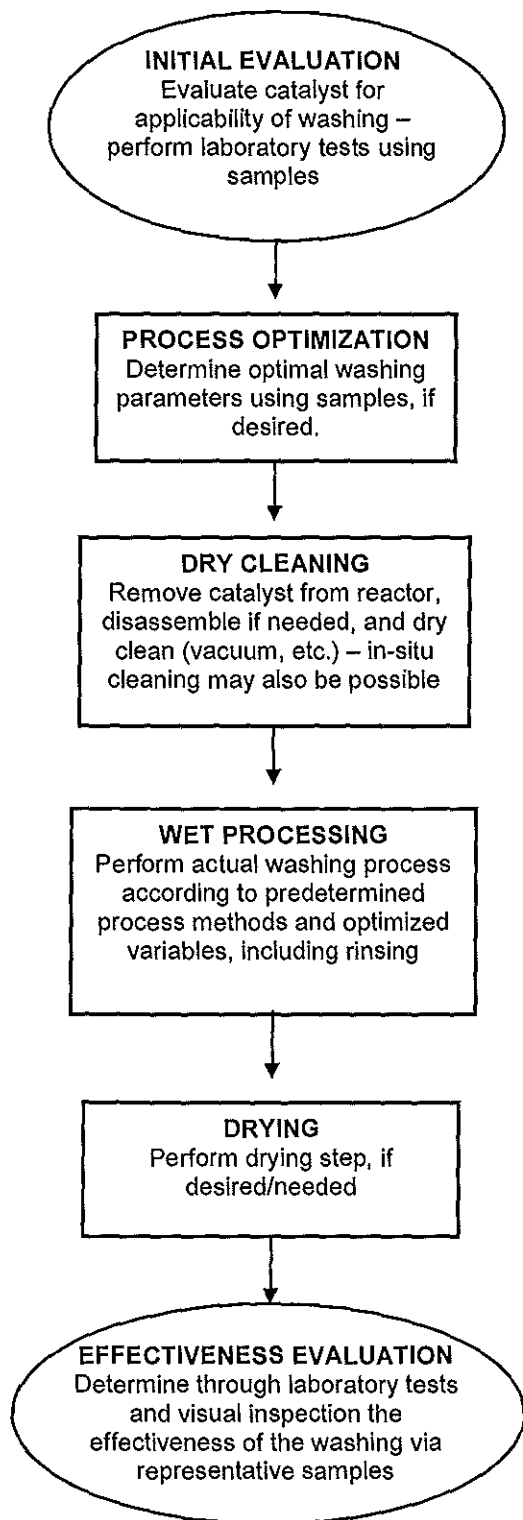 INITIAL EVALUATION
Evaluate catalyst for
applicability of washing –
perform laboratory tests using
samples
PROCESS OPTIMIZATION
Determine optimal washing
parameters using samples, if
desired.
DRY CLEANING
Remove catalyst from reactor,
disassemble if needed, and dry
clean (vacuum, etc.) – in-situ
cleaning may also be possible
WET PROCESSING
Perform actual washing process
according to predetermined
process methods and optimized
variables, including rinsing
DRYING
Perform drying step, if
desired/needed
EFFECTIVENESS EVALUATION
Determine through laboratory tests
and visual inspection the
effectiveness of the washing via
representative samples